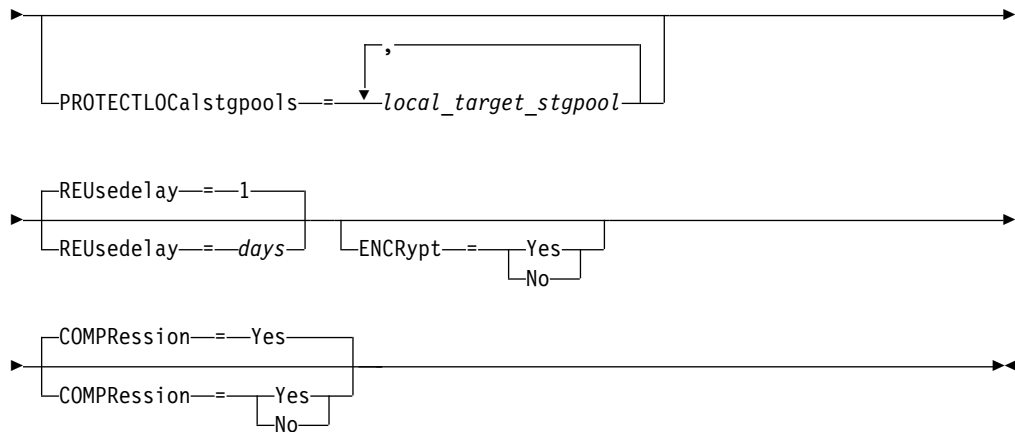 ,
PROTECTLOCalstgpools = local_target_stgpool
REUsedelay = 1
REUsedelay = days
ENCRypt = Yes
No
COMPRession = Yes
COMPRession = Yes
No